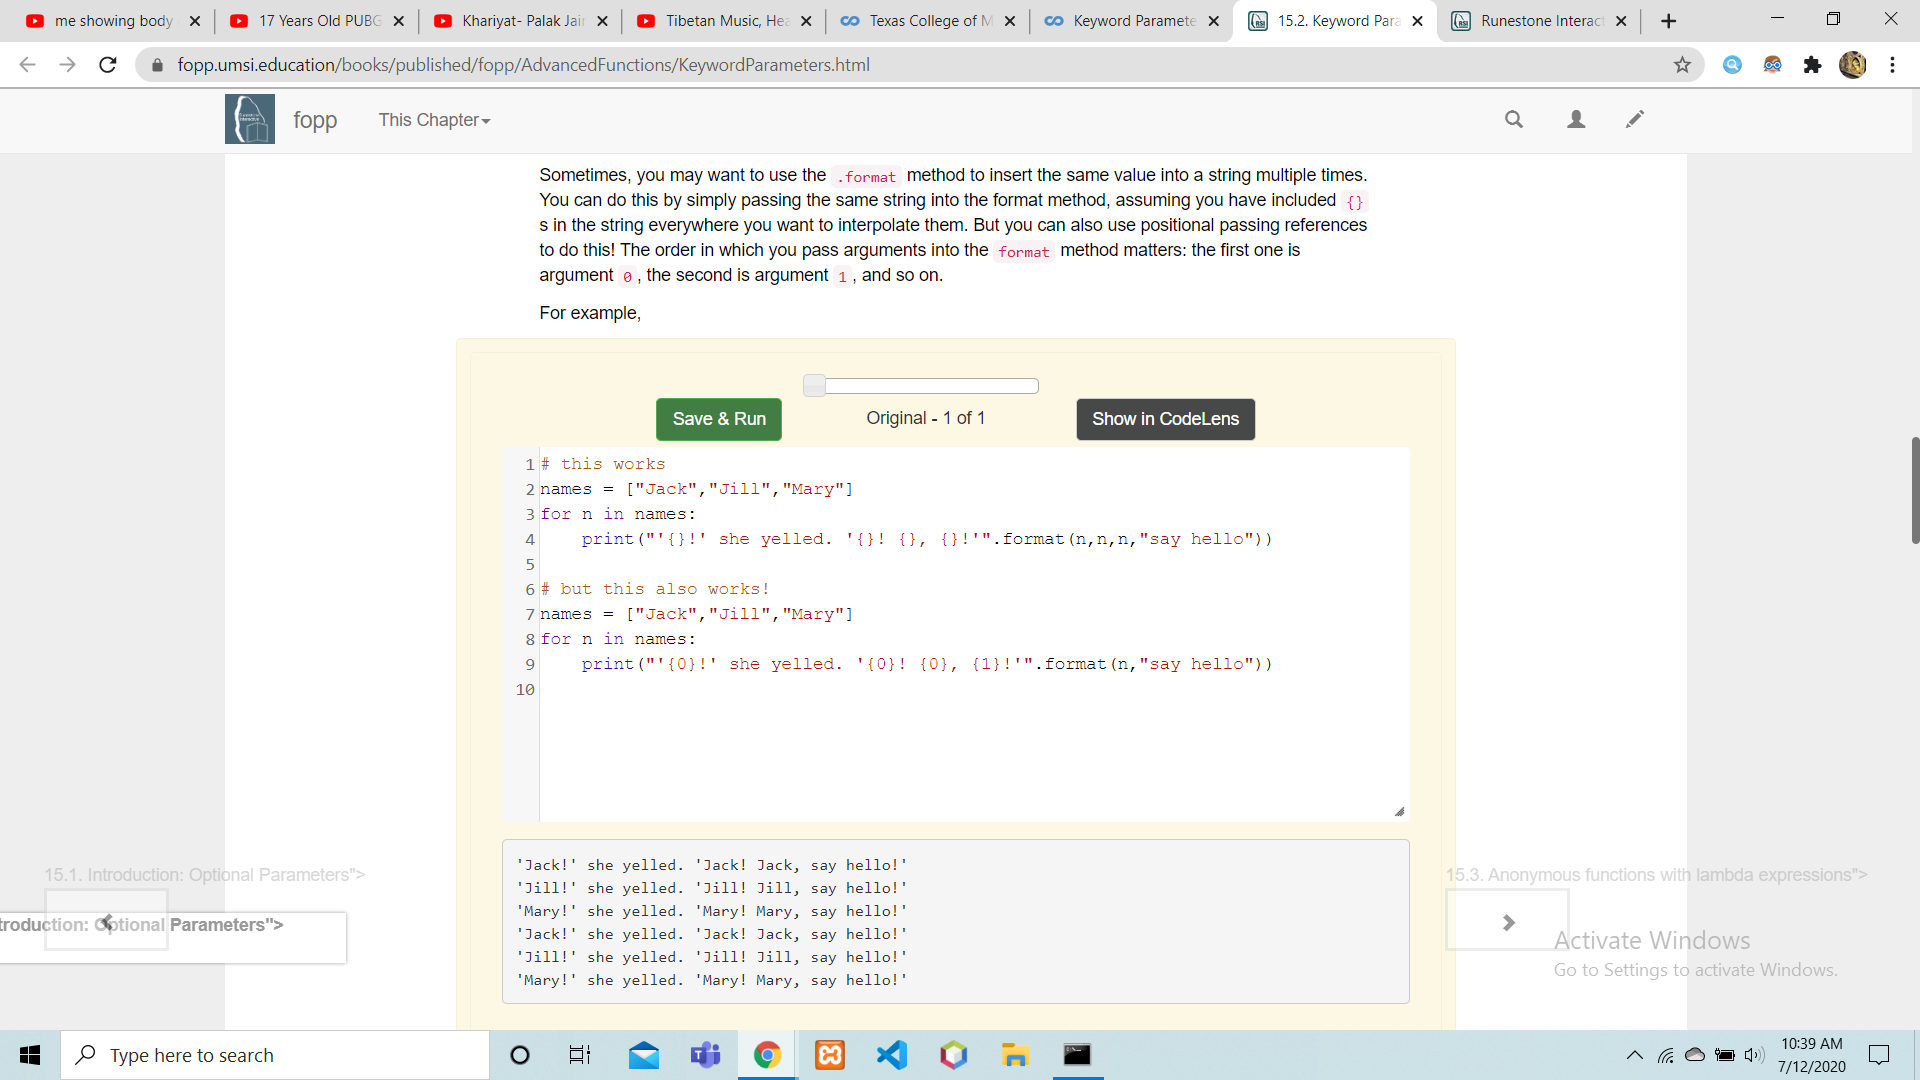 me showing body
17 Years Old PUBG
Khariyat- Palak Jair
Tibetan Music, Hea
Texas College of M
Keyword Paramete
15.2. Keyword Para
Runestone Interact
fopp.umsi.education/books/published/fopp/AdvancedFunctions/KeywordParameters.html
fopp
This Chapter
Sometimes, you may want to use the .format method to insert the same value into a string multiple times.
You can do this by simply passing the same string into the format method, assuming you have included {}
s in the string everywhere you want to interpolate them. But you can also use positional passing references
to do this! The order in which you pass arguments into the format method matters: the first one is
argument 0 , the second is argument 1 , and so on.
For example,
Save & Run
Original - 1 of 1
Show in CodeLens
1 # this works
2 names = ["Jack","Jill","Mary"]
3 for n in names:
4     print("'{}!' she yelled. '{}! {}, {}!'".format(n,n,n,"say hello"))
5
6 # but this also works!
7 names = ["Jack","Jill","Mary"]
8 for n in names:
9     print("'{0}!' she yelled. '{0}! {0}, {1}!'".format(n,"say hello"))
10
'Jack!' she yelled. 'Jack! Jack, say hello!'
'Jill!' she yelled. 'Jill! Jill, say hello!'
'Mary!' she yelled. 'Mary! Mary, say hello!'
'Jack!' she yelled. 'Jack! Jack, say hello!'
'Jill!' she yelled. 'Jill! Jill, say hello!'
'Mary!' she yelled. 'Mary! Mary, say hello!'
15.1. Introduction: Optional Parameters">
troduction: Optional Parameters">
15.3. Anonymous functions with lambda expressions">
Activate Windows
Go to Settings to activate Windows.
Type here to search
10:39 AM
7/12/2020